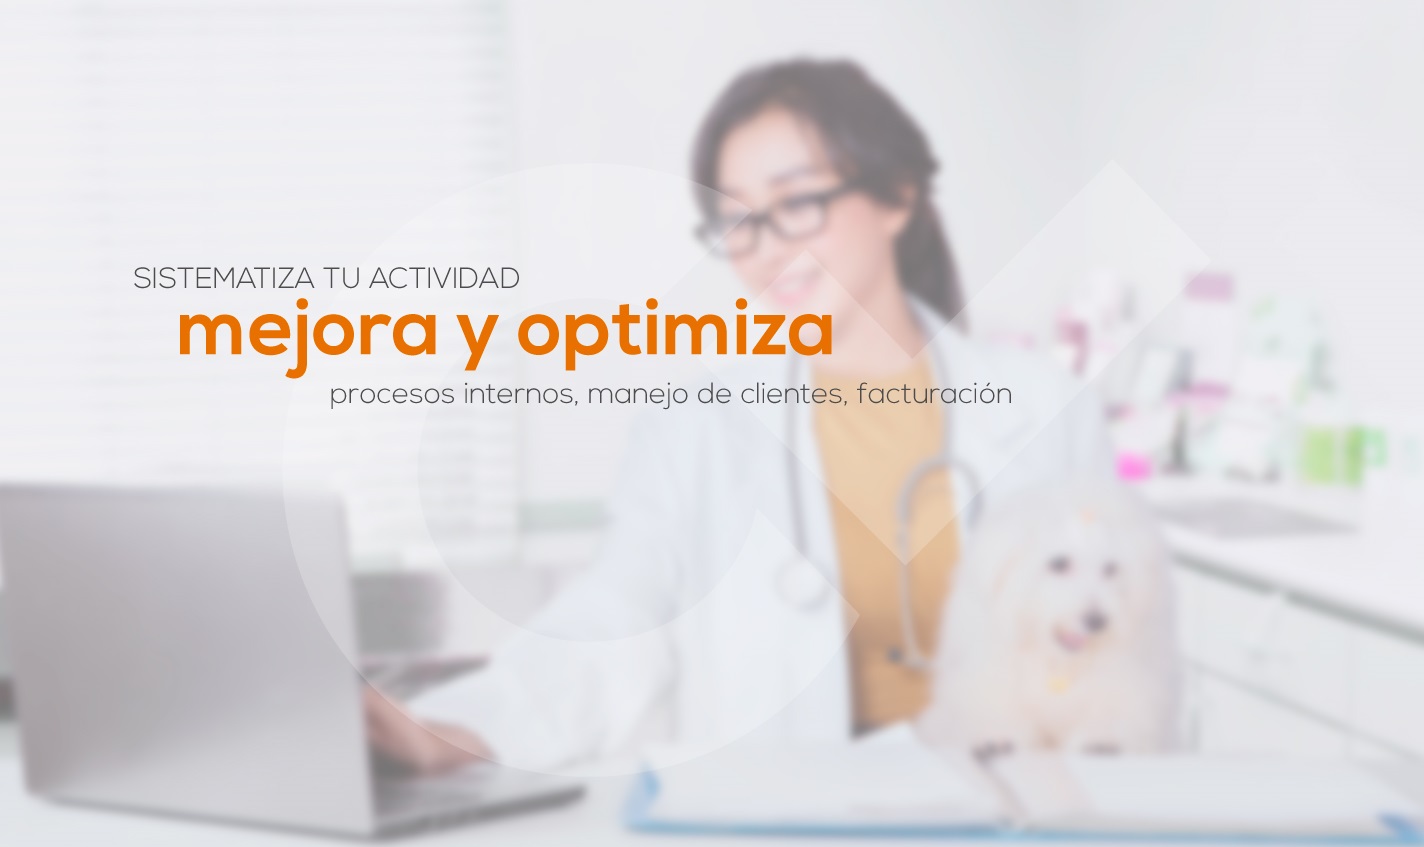 SISTEMATIZA TU ACTIVIDAD
mejora y optimiza
procesos internos, manejo de clientes, facturación